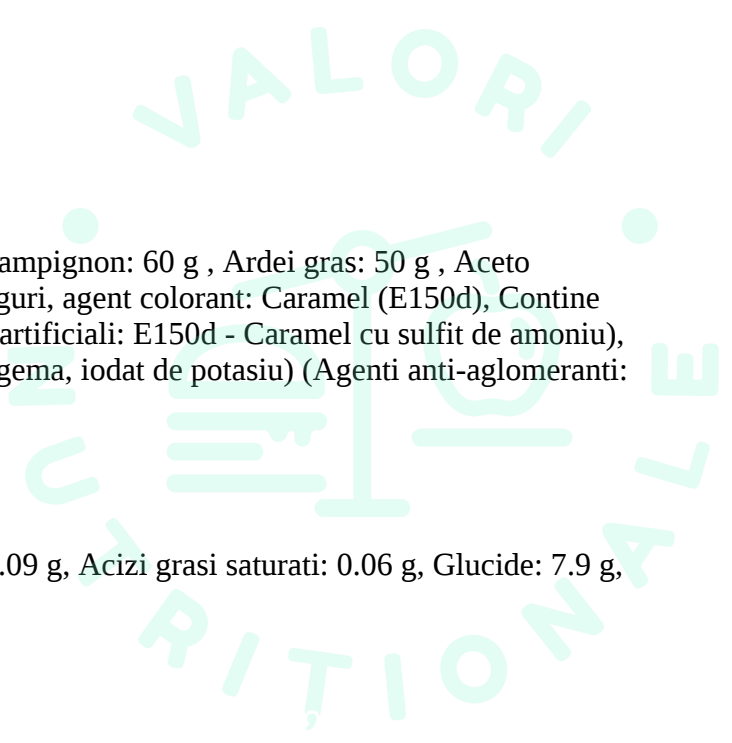 VALORI NUTRITIONALE
ampignon: 60 g , Ardei gras: 50 g , Aceto
guri, agent colorant: Caramel (E150d), Contine
artificiali: E150d - Caramel cu sulfit de amoniu),
gema, iodat de potasiu) (Agenti anti-aglomeranti:
.09 g, Acizi grasi saturati: 0.06 g, Glucide: 7.9 g,